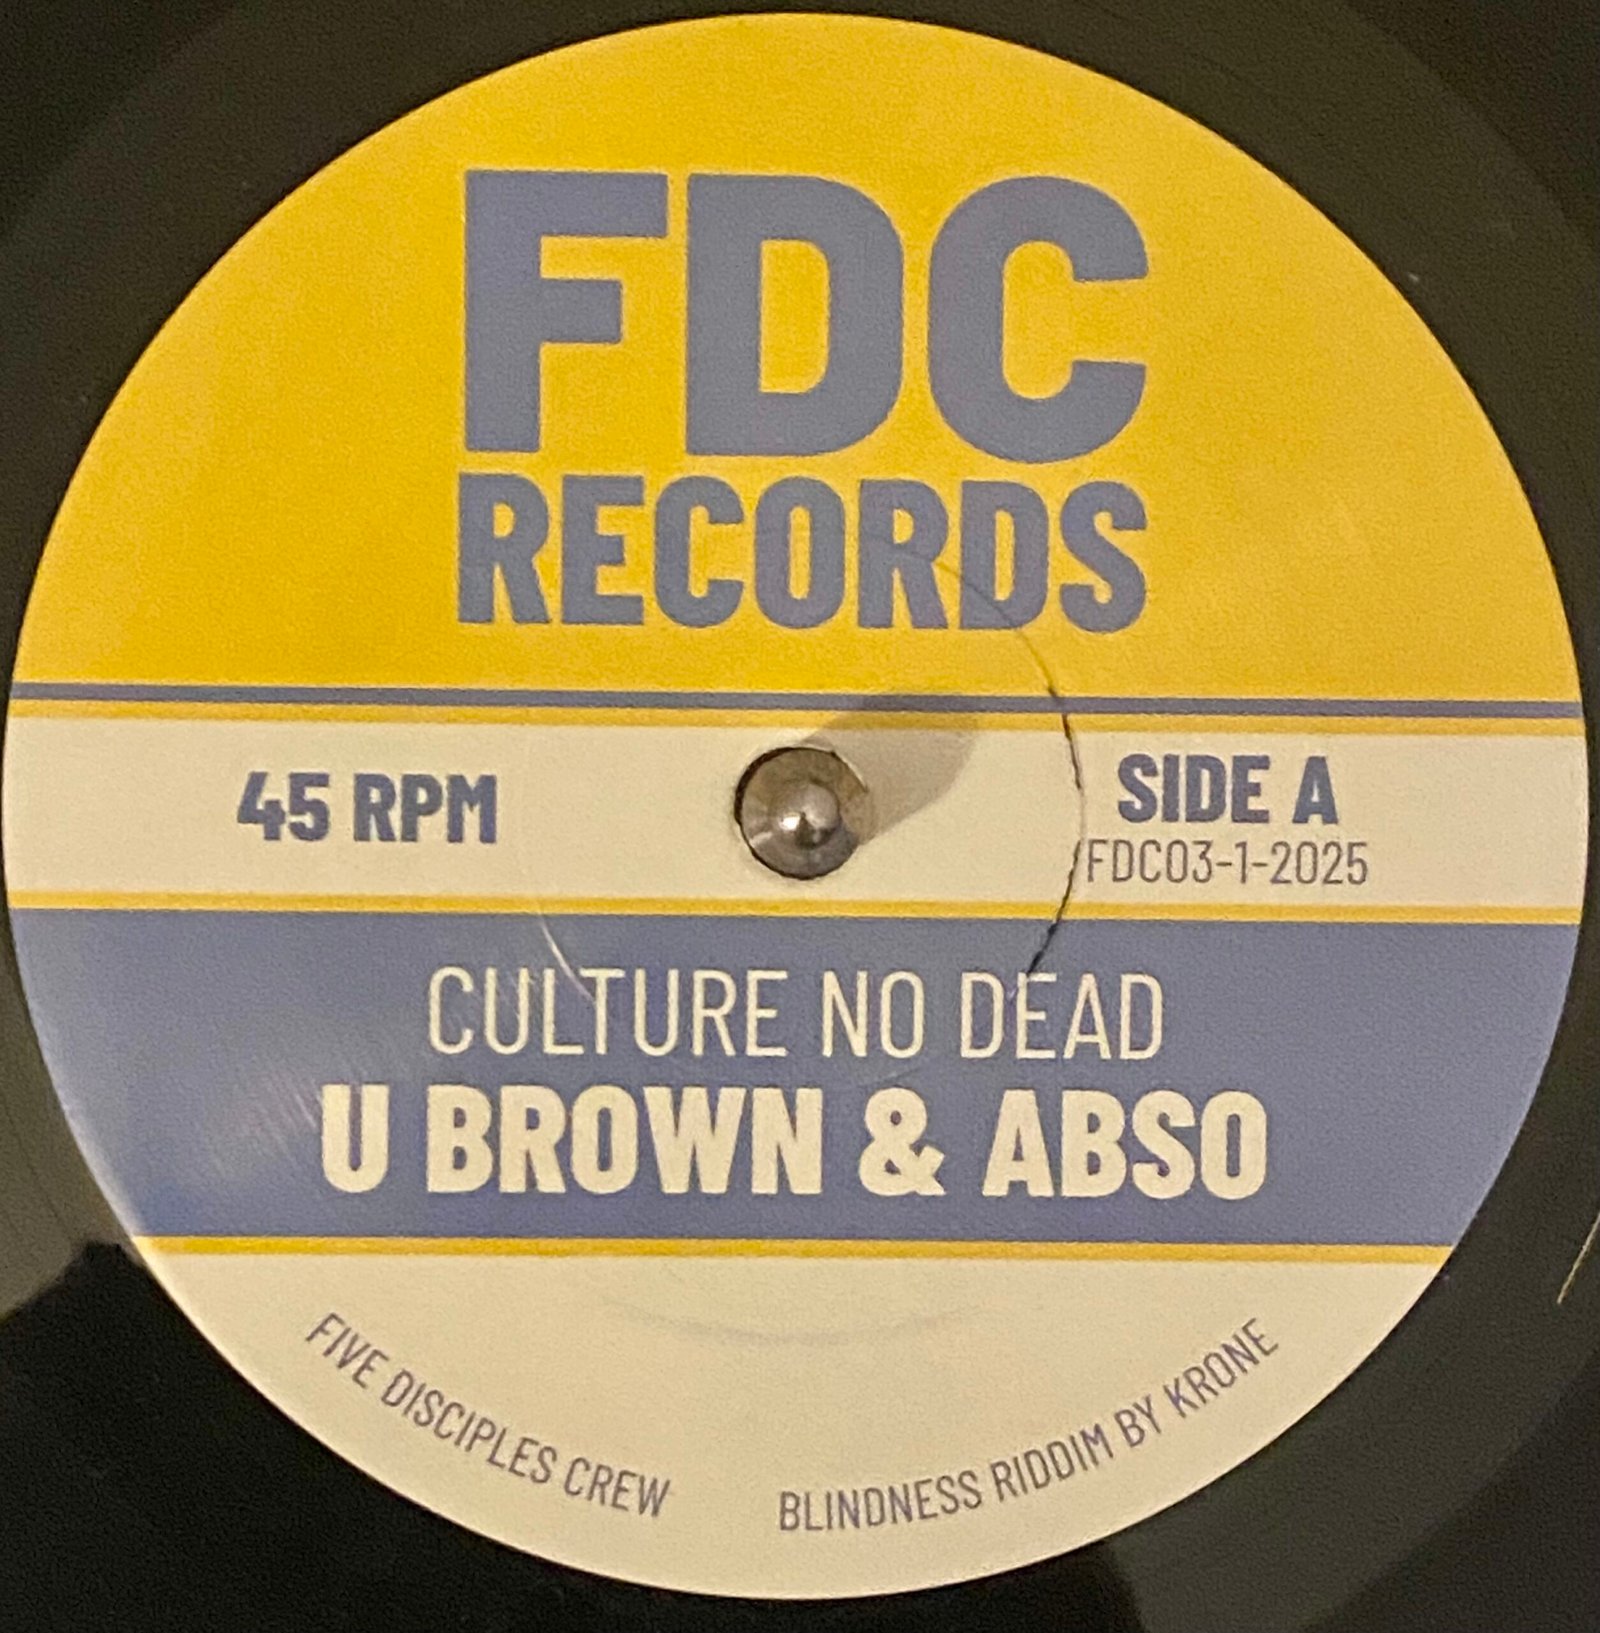 FDC
RECORDS
45 RPM
SIDE A
FDC03-1-2025
CULTURE NO DEAD
U BROWN & ABSO
FIVE DISCIPLES CREW
BLINDNESS RIDDIM BY KRONE